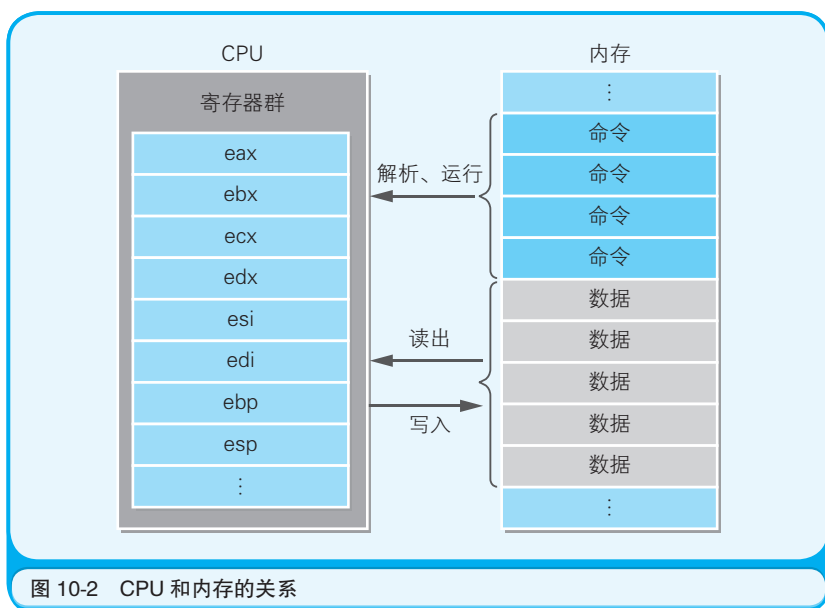 CPU
寄存器群
eax
ebx
ecx
edx
esi
edi
ebp
esp
⋮
解析、运行
读出
写入
内存
⋮
命令
命令
命令
命令
数据
数据
数据
数据
数据
⋮
图 10-2 CPU 和内存的关系